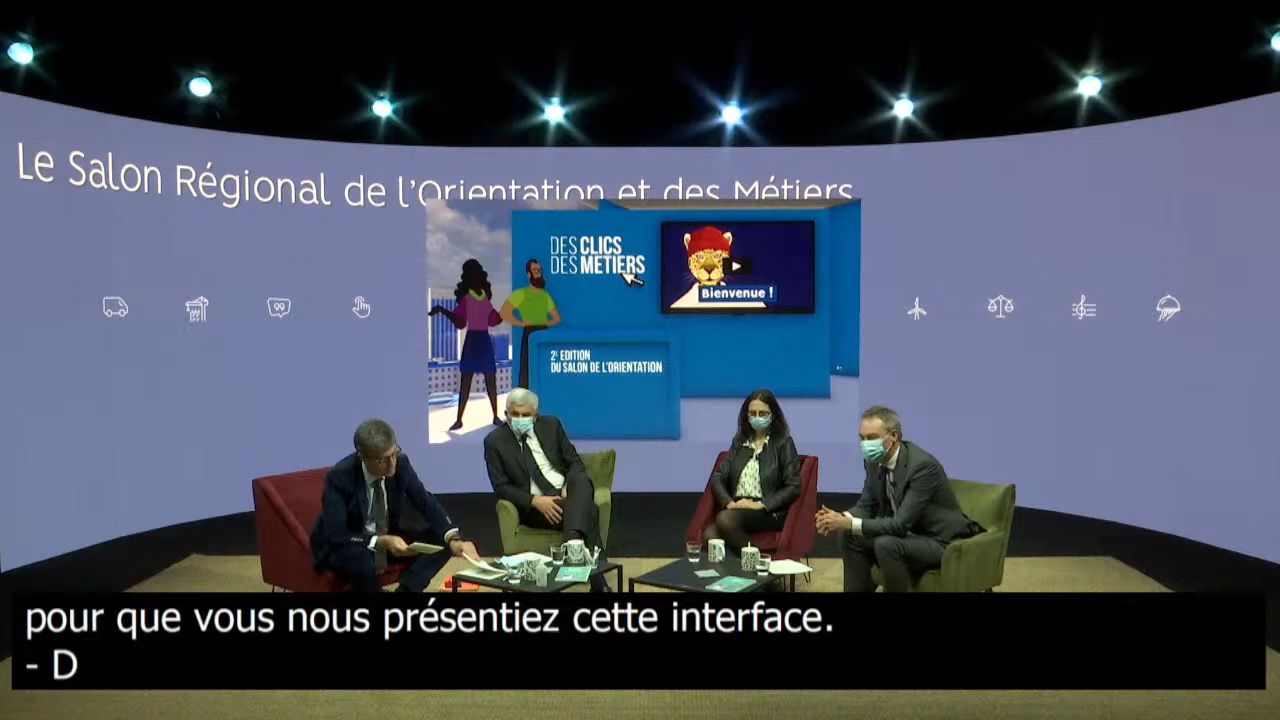 Le Salon Régional de l'Orientation et des Métiers
DES CLICS
DES MÉTIERS
Bienvenue !
2E EDITION
DU SALON DE L'ORIENTATION
pour que vous nous présentiez cette interface.
- D